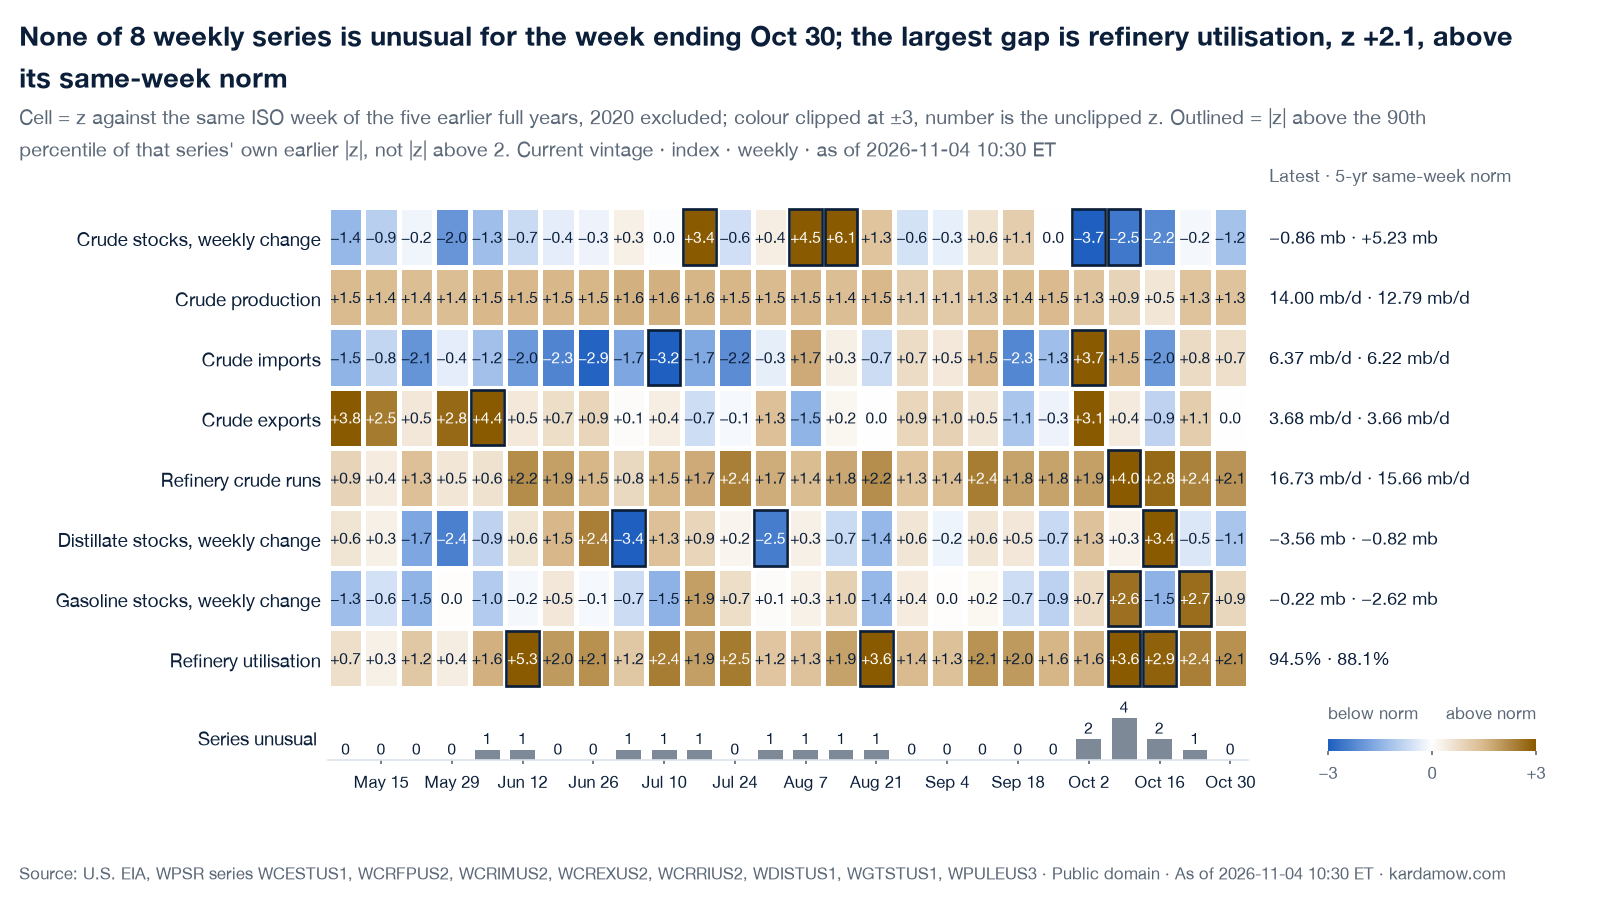 None of 8 weekly series is unusual for the week ending Oct 30; the largest gap is refinery utilisation, z +2.1, above
its same-week norm
Cell = z against the same ISO week of the five earlier full years, 2020 excluded; colour clipped at ±3, number is the unclipped z. Outlined = |z| above the 90th
percentile of that series' own earlier |z|, not |z| above 2. Current vintage · index · weekly · as of 2026-11-04 10:30 ET
Latest · 5-yr same-week norm
Crude stocks, weekly change −1.4 −0.9 −0.2 −2.0 −1.3 −0.7 −0.4 −0.3 +0.3 0.0 +3.4 −0.6 +0.4 +4.5 +6.1 +1.3 −0.6 −0.3 +0.6 +1.1 0.0 −3.7 −2.5 −2.2 −0.2 −1.2 −0.86 mb · +5.23 mb
Crude production +1.5 +1.4 +1.4 +1.4 +1.5 +1.5 +1.5 +1.5 +1.6 +1.6 +1.6 +1.5 +1.5 +1.5 +1.4 +1.5 +1.1 +1.1 +1.3 +1.4 +1.5 +1.3 +0.9 +0.5 +1.3 +1.3 14.00 mb/d · 12.79 mb/d
Crude imports −1.5 −0.8 −2.1 −0.4 −1.2 −2.0 −2.3 −2.9 −1.7 −3.2 −1.7 −2.2 −0.3 +1.7 +0.3 −0.7 +0.7 +0.5 +1.5 −2.3 −1.3 +3.7 +1.5 −2.0 +0.8 +0.7 6.37 mb/d · 6.22 mb/d
Crude exports +3.8 +2.5 +0.5 +2.8 +4.4 +0.5 +0.7 +0.9 +0.1 +0.4 −0.7 −0.1 +1.3 −1.5 +0.2 0.0 +0.9 +1.0 +0.5 −1.1 −0.3 +3.1 +0.4 −0.9 +1.1 0.0 3.68 mb/d · 3.66 mb/d
Refinery crude runs +0.9 +0.4 +1.3 +0.5 +0.6 +2.2 +1.9 +1.5 +0.8 +1.5 +1.7 +2.4 +1.7 +1.4 +1.8 +2.2 +1.3 +1.4 +2.4 +1.8 +1.8 +1.9 +4.0 +2.8 +2.4 +2.1 16.73 mb/d · 15.66 mb/d
Distillate stocks, weekly change +0.6 +0.3 −1.7 −2.4 −0.9 +0.6 +1.5 +2.4 −3.4 +1.3 +0.9 +0.2 −2.5 +0.3 −0.7 −1.4 +0.6 −0.2 +0.6 +0.5 −0.7 +1.3 +0.3 +3.4 −0.5 −1.1 −3.56 mb · −0.82 mb
Gasoline stocks, weekly change −1.3 −0.6 −1.5 0.0 −1.0 −0.2 +0.5 −0.1 −0.7 −1.5 +1.9 +0.7 +0.1 +0.3 +1.0 −1.4 +0.4 0.0 +0.2 −0.7 −0.9 +0.7 +2.6 −1.5 +2.7 +0.9 −0.22 mb · −2.62 mb
Refinery utilisation +0.7 +0.3 +1.2 +0.4 +1.6 +5.3 +2.0 +2.1 +1.2 +2.4 +1.9 +2.5 +1.2 +1.3 +1.9 +3.6 +1.4 +1.3 +2.1 +2.0 +1.6 +1.6 +3.6 +2.9 +2.4 +2.1 94.5% · 88.1%
Series unusual 0 0 0 0 1 1 0 0 1 1 1 0 1 1 1 1 0 0 0 0 0 2 4 2 1 0
May 15 May 29 Jun 12 Jun 26 Jul 10 Jul 24 Aug 7 Aug 21 Sep 4 Sep 18 Oct 2 Oct 16 Oct 30
below norm above norm
−3 0 +3
Source: U.S. EIA, WPSR series WCESTUS1, WCRFPUS2, WCRIMUS2, WCREXUS2, WCRRIUS2, WDISTUS1, WGTSTUS1, WPULEUS3 · Public domain · As of 2026-11-04 10:30 ET · kardamow.com